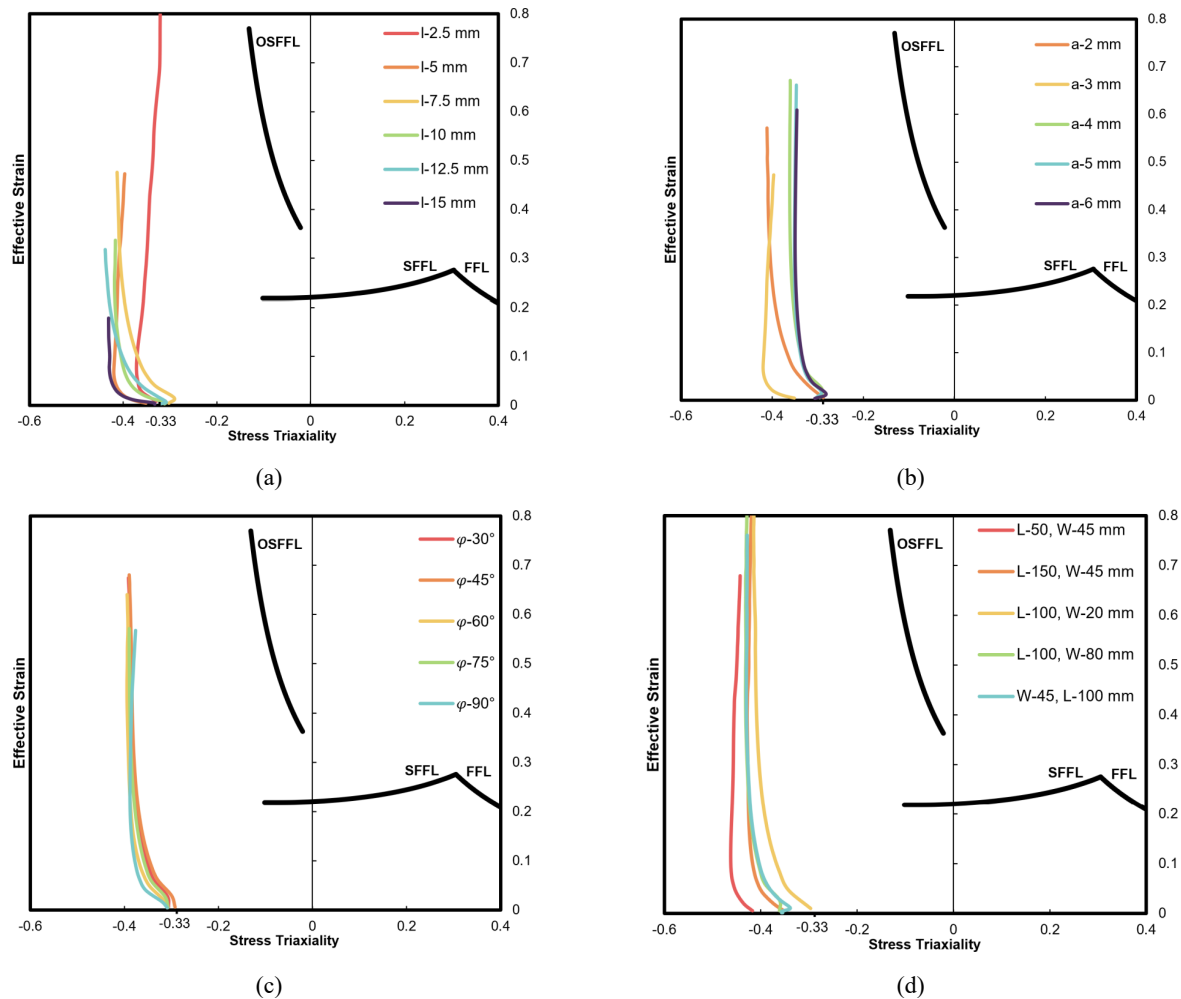 0.8
0.7
0.6
0.5
0.4
0.3
0.2
0.1
0
-0.6
-0.4
-0.33
-0.2
0
0.2
0.4
Effective Strain
Stress Triaxiality
OSFFL
SFFL
FFL
l-2.5 mm
l-5 mm
l-7.5 mm
l-10 mm
l-12.5 mm
l-15 mm
(a)
0.8
0.7
0.6
0.5
0.4
0.3
0.2
0.1
0
-0.6
-0.4
-0.33
-0.2
0
0.2
0.4
Effective Strain
Stress Triaxiality
OSFFL
SFFL
FFL
a-2 mm
a-3 mm
a-4 mm
a-5 mm
a-6 mm
(b)
0.8
0.7
0.6
0.5
0.4
0.3
0.2
0.1
0
-0.6
-0.4
-0.33
-0.2
0
0.2
0.4
Effective Strain
Stress Triaxiality
OSFFL
SFFL
FFL
φ-30°
φ-45°
φ-60°
φ-75°
φ-90°
(c)
0.8
0.7
0.6
0.5
0.4
0.3
0.2
0.1
0
-0.6
-0.4
-0.33
-0.2
0
0.2
0.4
Effective Strain
Stress Triaxiality
OSFFL
SFFL
FFL
L-50, W-45 mm
L-150, W-45 mm
L-100, W-20 mm
L-100, W-80 mm
W-45, L-100 mm
(d)